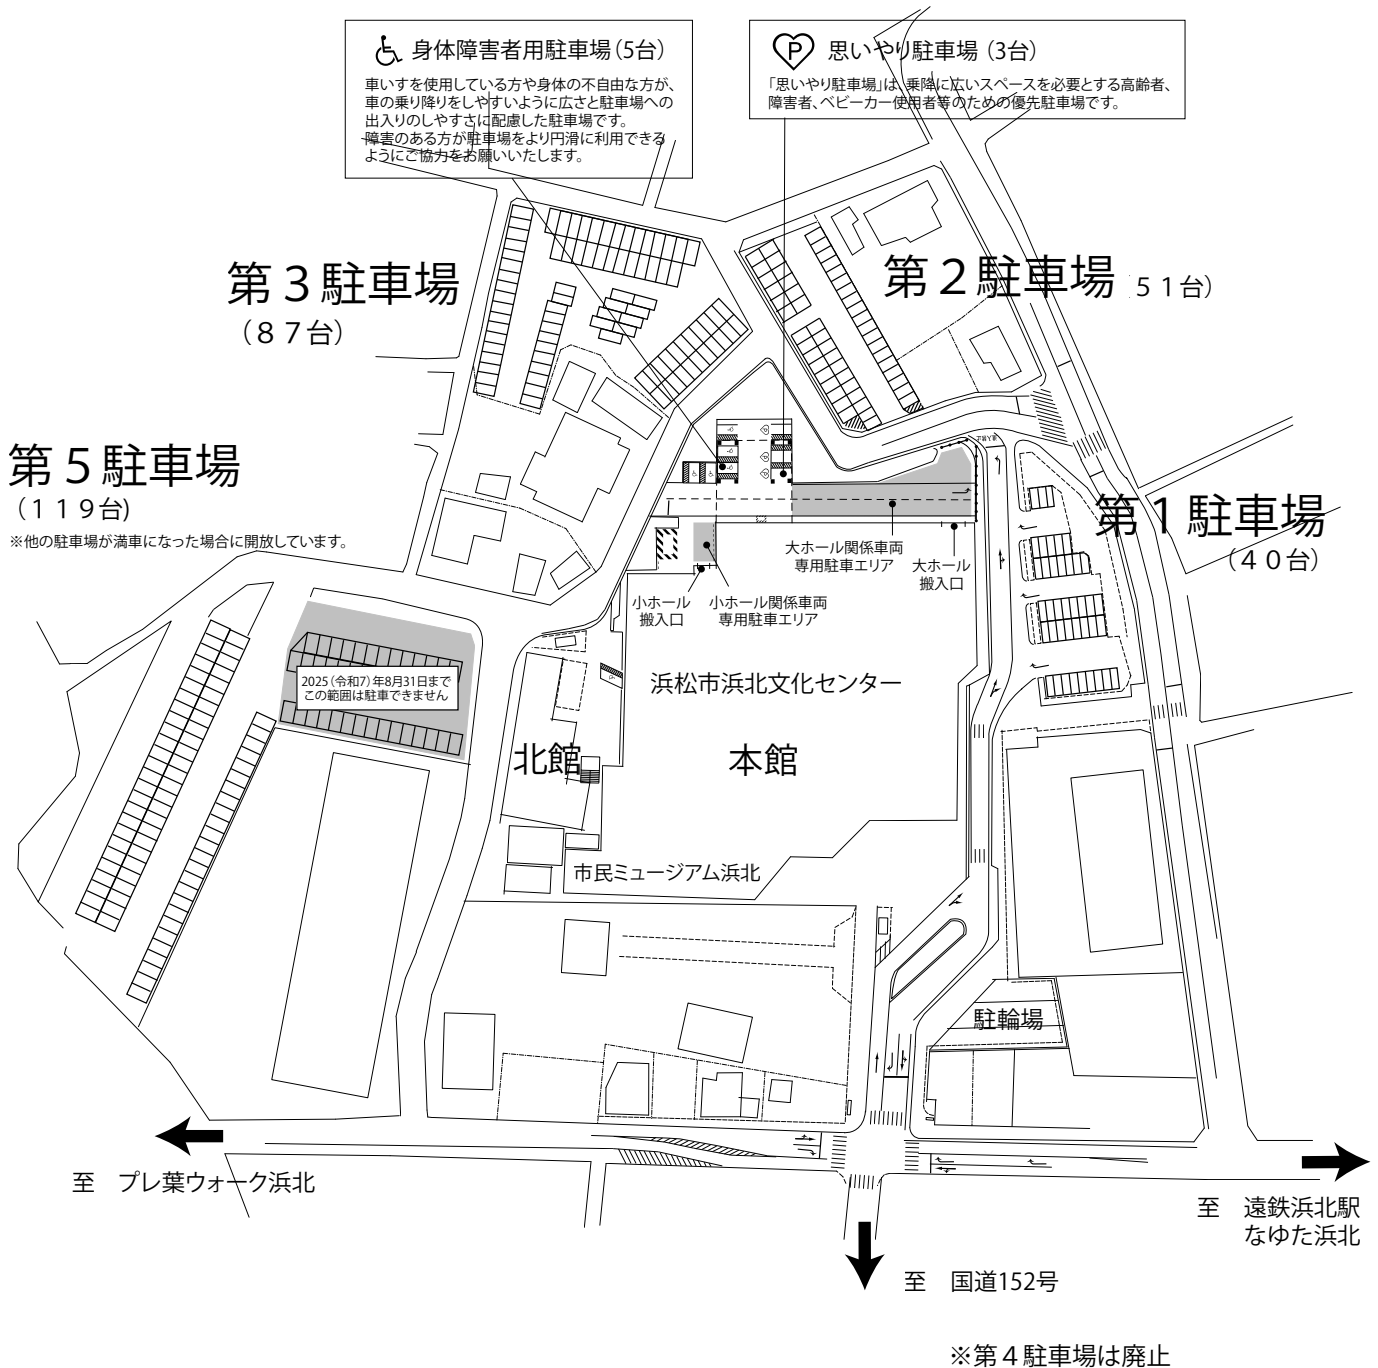 身体障害者用駐車場（5台）
車いすを使用している方や身体の不自由な方が、
車の乗り降りをしやすいように広さと駐車場への
出入りのしやすさに配慮した駐車場です。
障害のある方が駐車場をより円滑に利用できる
ようにご協力をお願いいたします。
P 思いやり駐車場（3台）
「思いやり駐車場」は、乗降に広いスペースを必要とする高齢者、
障害者、ベビーカー使用者等のための優先駐車場です。
第３駐車場
（８７台）
第２駐車場
５１台）
第５駐車場
（１１９台)
※他の駐車場が満車になった場合に開放しています。
第１駐車場
（４０台）
大ホール関係車両
専用駐車エリア
大ホール
搬入口
小ホール
搬入口
小ホール関係車両
専用駐車エリア
2025（令和7）年8月31日まで
この範囲は駐車できません
浜松市浜北文化センター
北館
本館
市民ミュージアム浜北
駐輪場
至　プレ葉ウォーク浜北
至　遠鉄浜北駅
なゆた浜北
至　国道152号
※第４駐車場は廃止